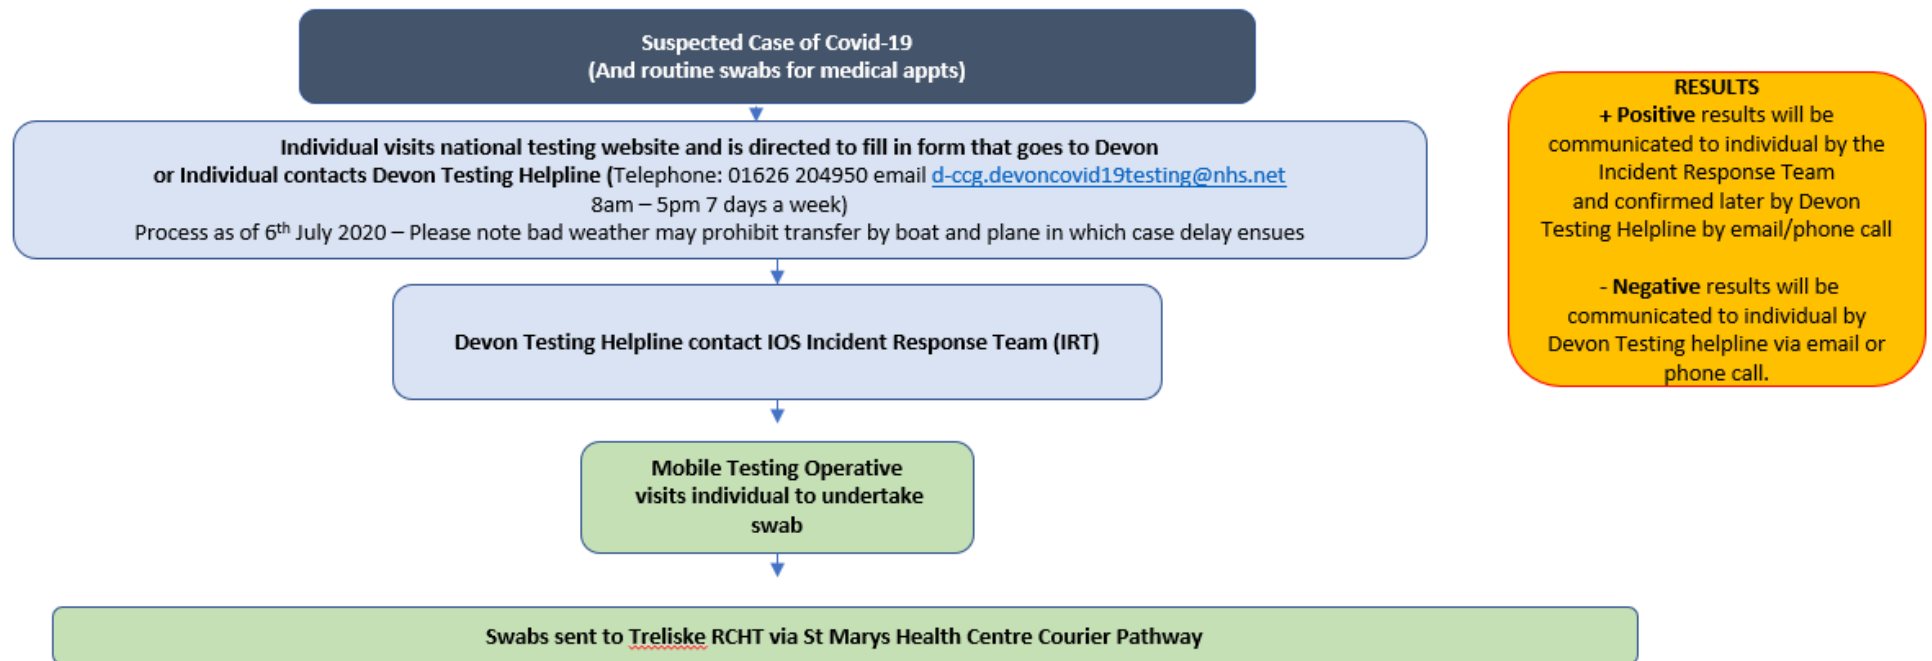 Suspected Case of Covid-19
(And routine swabs for medical appts)
Individual visits national testing website and is directed to fill in form that goes to Devon
or Individual contacts Devon Testing Helpline (Telephone: 01626 204950 email d-ccg.devoncovid19testing@nhs.net
8am – 5pm 7 days a week)
Process as of 6th July 2020 – Please note bad weather may prohibit transfer by boat and plane in which case delay ensues
Devon Testing Helpline contact IOS Incident Response Team (IRT)
Mobile Testing Operative
visits individual to undertake
swab
Swabs sent to Treliske RCHT via St Marys Health Centre Courier Pathway
RESULTS
+ Positive results will be
communicated to individual by the
Incident Response Team
and confirmed later by Devon
Testing Helpline by email/phone call
- Negative results will be
communicated to individual by
Devon Testing helpline via email or
phone call.